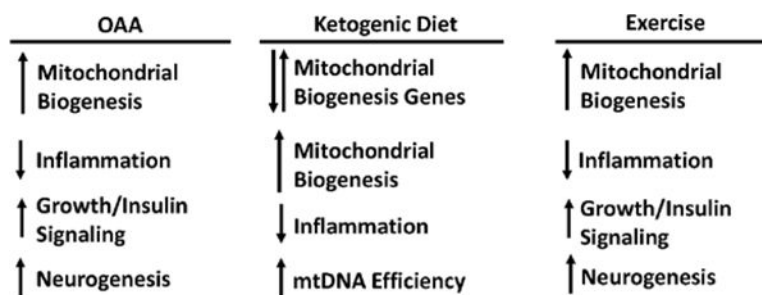 OAA
Mitochondrial
Biogenesis
Inflammation
Growth/Insulin
Signaling
Neurogenesis
Ketogenic Diet
Mitochondrial
Biogenesis Genes
Mitochondrial
Biogenesis
Inflammation
mtDNA Efficiency
Exercise
Mitochondrial
Biogenesis
Inflammation
Growth/Insulin
Signaling
Neurogenesis